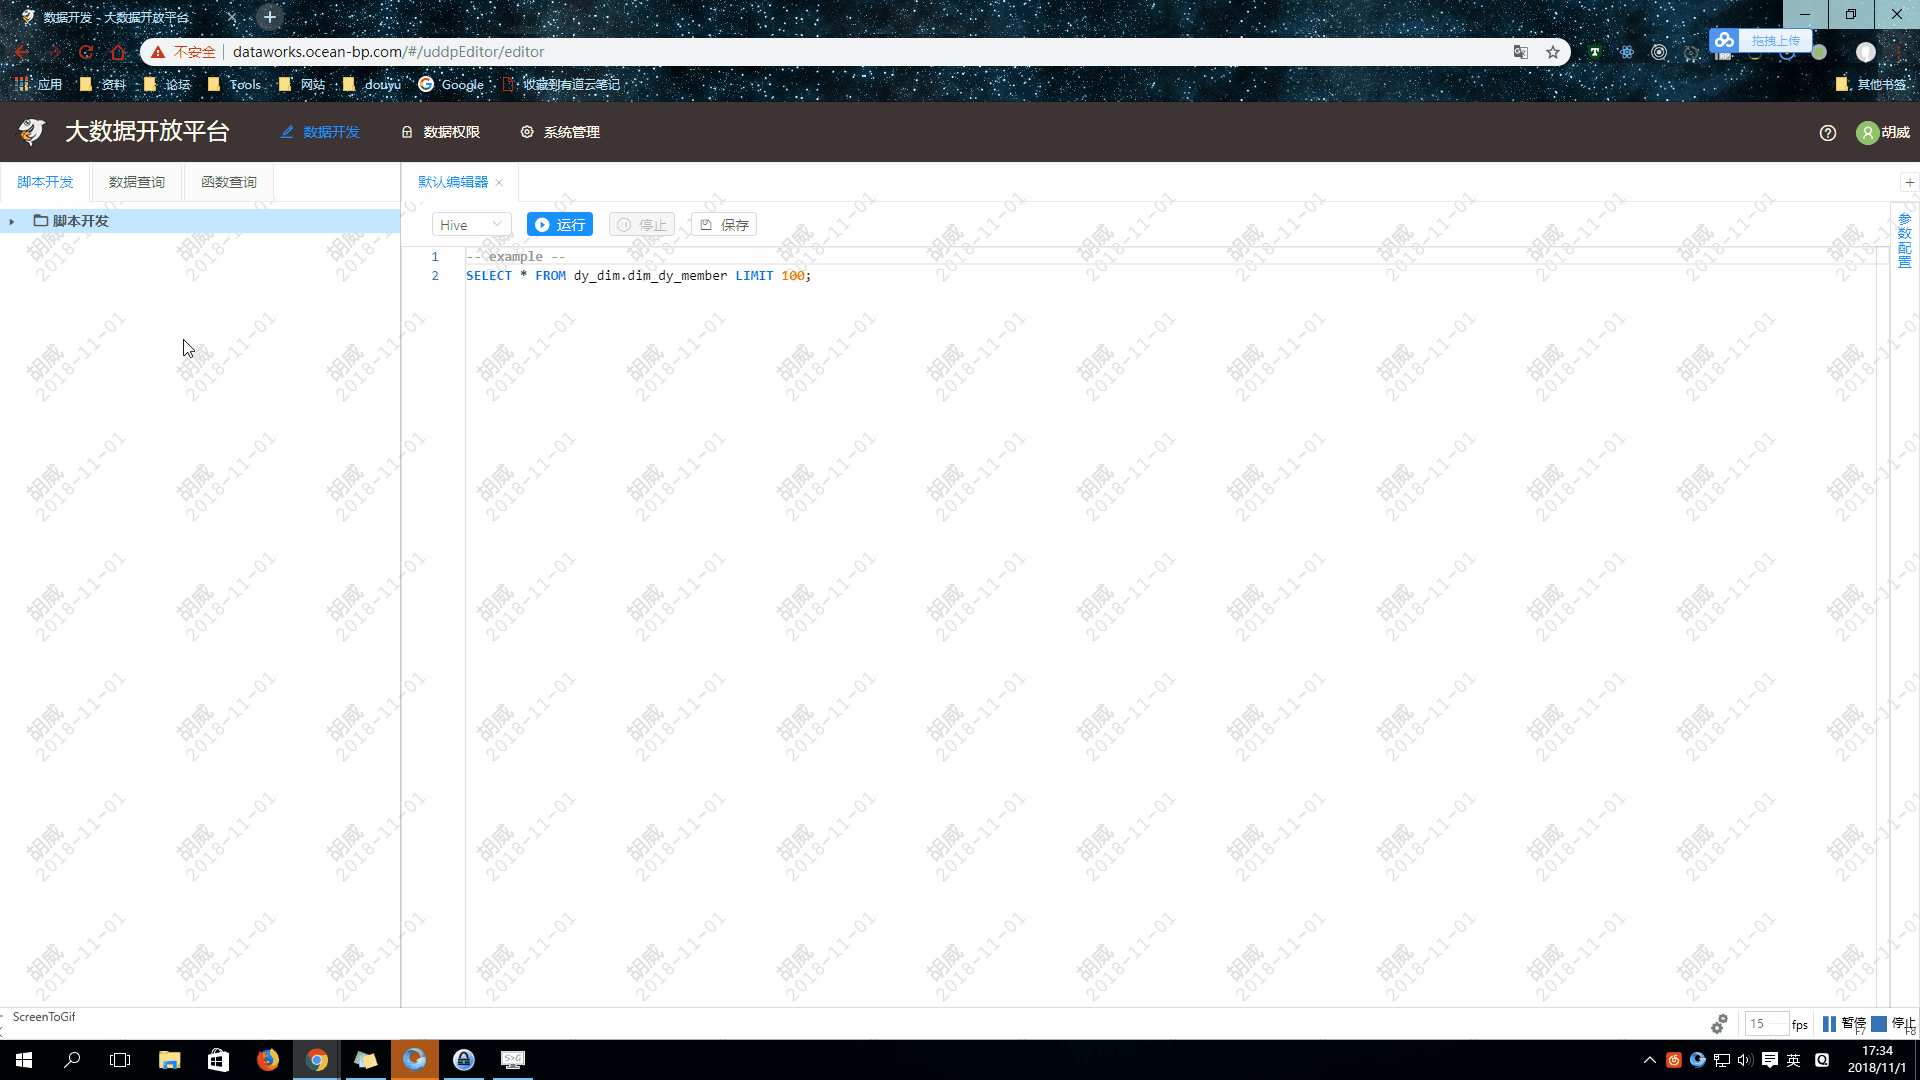 数据开发 - 大数据开放平台
不安全 dataworks.ocean-bp.com/#/uddpEditor/editor
拖拽上传
应用 资料 论坛 Tools 网站 douyu Google 收藏到有道云笔记 其他书签
大数据开放平台 数据开发 数据权限 系统管理 胡威
脚本开发 数据查询 函数查询 默认编辑器
脚本开发
Hive 运行 停止 保存
参数配置
1 -- example --
2 SELECT * FROM dy_dim.dim_dy_member LIMIT 100;
胡威
2018-11-01
ScreenToGif
15 fps 暂停 F7 停止 F8
英
17:34
2018/11/1